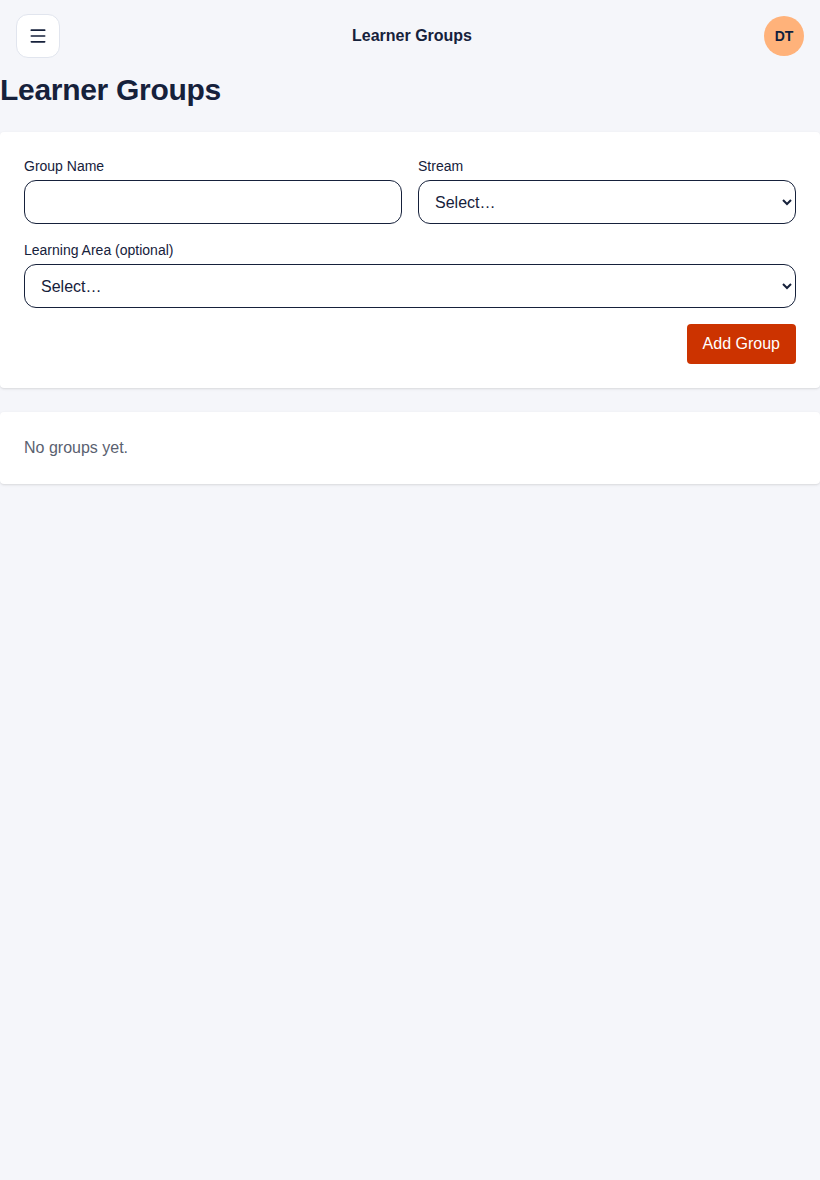 Learner Groups
DT
Learner Groups
Group Name
Stream
Select…
Learning Area (optional)
Select…
Add Group
No groups yet.